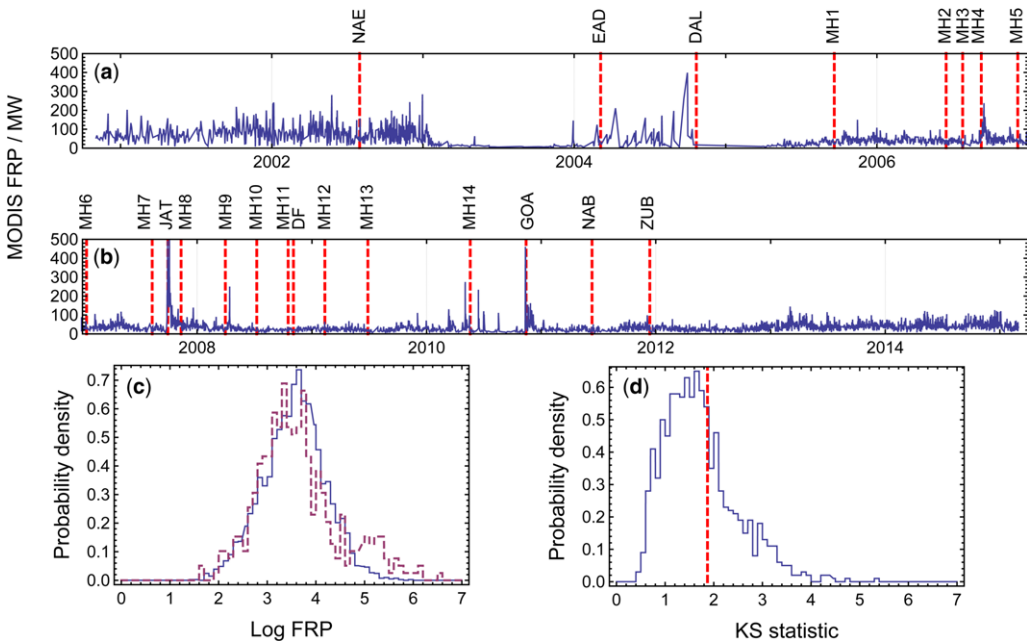 NAE EAD DAL MH1 MH2 MH3 MH4 MH5
MODIS FRP / MW
(a)
500
400
300
200
100
0
2002 2004 2006
MH6 MH7 JAT MH8 MH9 MH10 MH11 DF MH12 MH13 MH14 GOA NAB ZUB
(b)
500
400
300
200
100
0
2008 2010 2012 2014
(c)
Probability density
0.7
0.6
0.5
0.4
0.3
0.2
0.1
0.0
0 1 2 3 4 5 6 7
Log FRP
(d)
Probability density
0.6
0.5
0.4
0.3
0.2
0.1
0.0
0 1 2 3 4 5 6 7
KS statistic